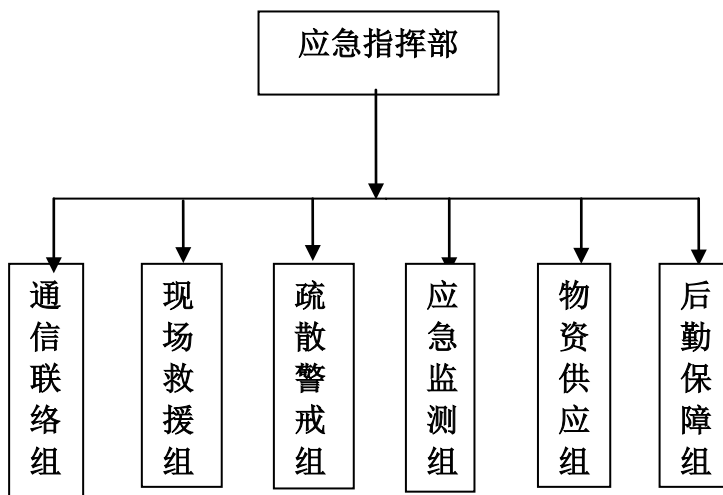 应急指挥部
通信联络组
现场救援组
疏散警戒组
应急监测组
物资供应组
后勤保障组